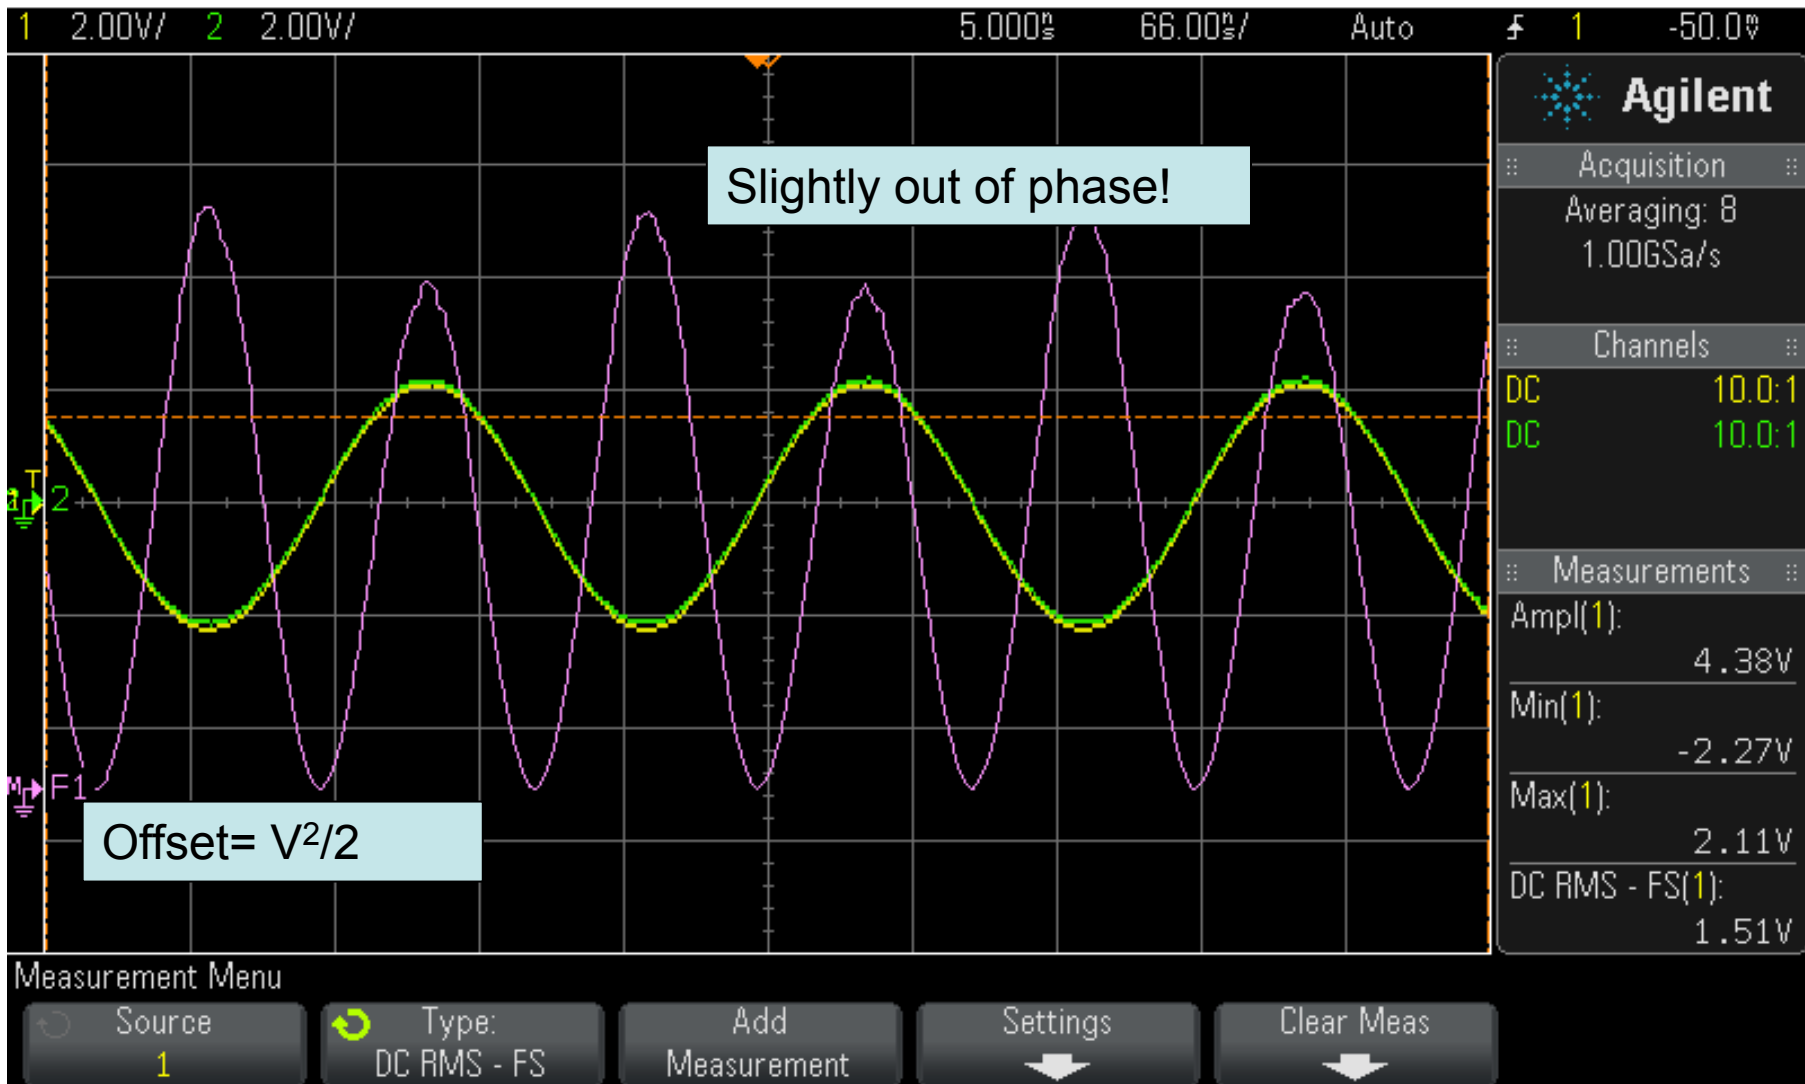 1 2.00V/ 2 2.00V/ 5.000ns 66.00ns/ Auto 1 -50.0mV
Agilent
Acquisition
Averaging: 8
1.00GSa/s
Slightly out of phase!
Channels
DC 10.0:1
DC 10.0:1
T
2
Measurements
Ampl(1):
4.38V
Min(1):
-2.27V
Max(1):
2.11V
DC RMS - FS(1):
1.51V
M F1
Offset= V²/2
Measurement Menu
Source
1
Type:
DC RMS - FS
Add
Measurement
Settings
Clear Meas